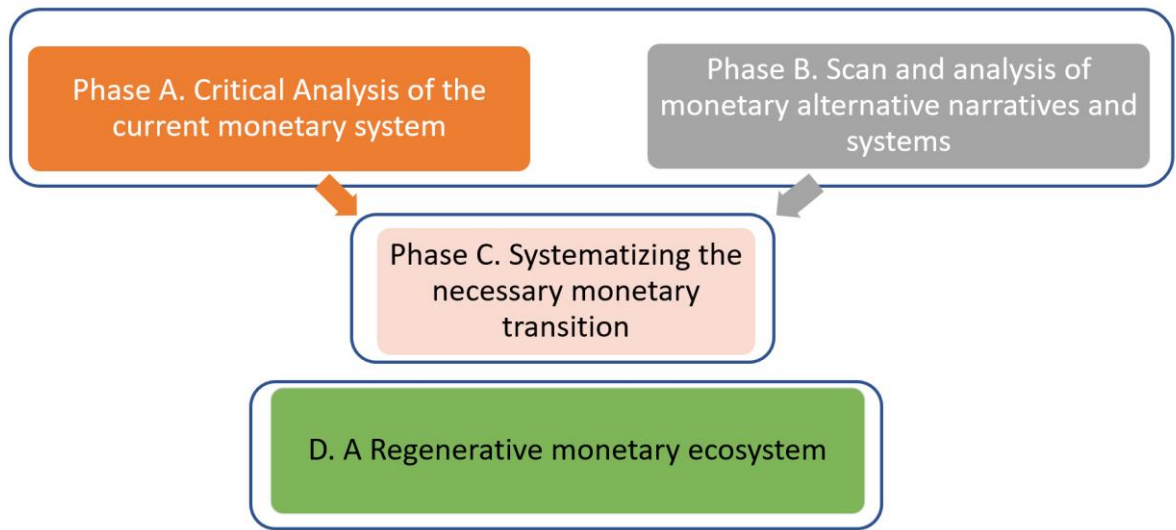 Phase A. Critical Analysis of the
current monetary system
Phase B. Scan and analysis of
monetary alternative narratives and
systems
Phase C. Systematizing the
necessary monetary
transition
D. A Regenerative monetary ecosystem